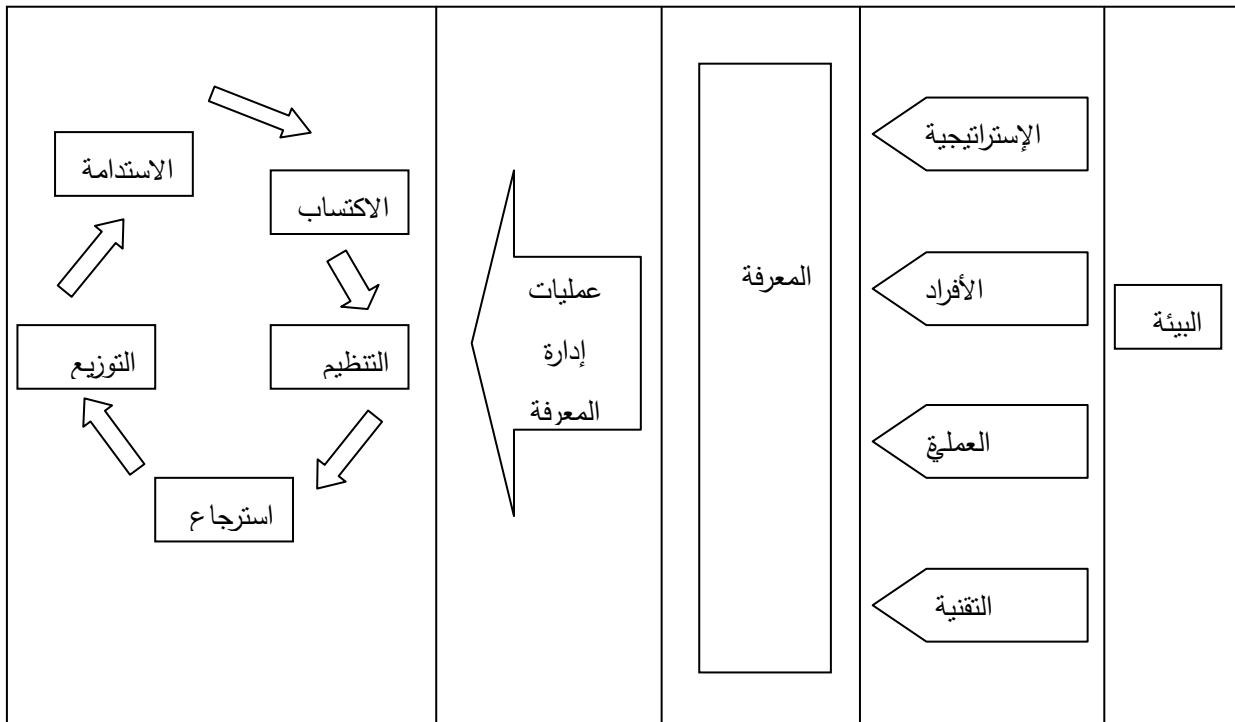 البيئة
الإستراتيجية
الأفراد
العملية
التقنية
المعرفة
عمليات
إدارة
المعرفة
الاستدامة
الاكتساب
التنظيم
استرجاع
التوزيع